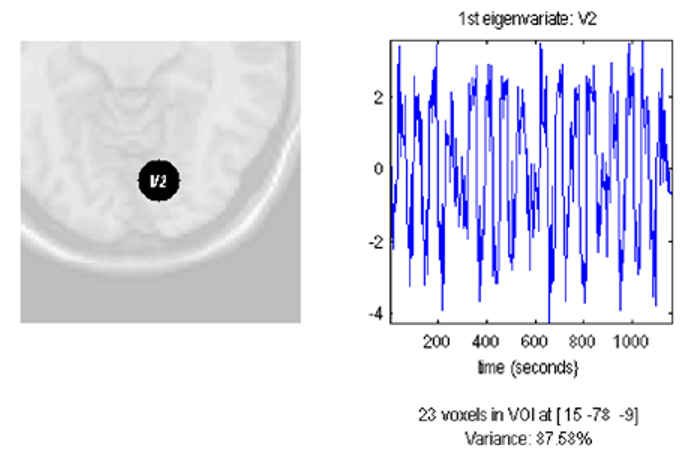 1st eigenvariate: V2
V2
2
0
-2
-4
200 400 600 800 1000
time (seconds}
23 voxels in VOI at [ 15 -78 -9]
Variance: 87.58%